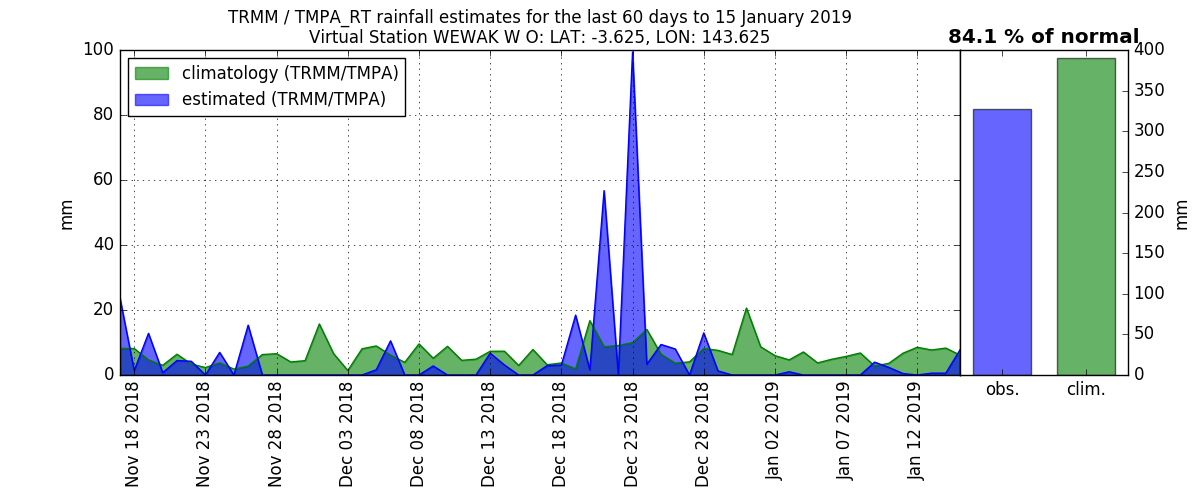 TRMM / TMPA_RT rainfall estimates for the last 60 days to 15 January 2019
Virtual Station WEWAK W O: LAT: -3.625, LON: 143.625
84.1 % of normal
climatology (TRMM/TMPA)
estimated (TRMM/TMPA)
mm
100
80
60
40
20
0
Nov 18 2018
Nov 23 2018
Nov 28 2018
Dec 03 2018
Dec 08 2018
Dec 13 2018
Dec 18 2018
Dec 23 2018
Dec 28 2018
Jan 02 2019
Jan 07 2019
Jan 12 2019
obs.
clim.
400
350
300
250
200
150
100
50
0
mm